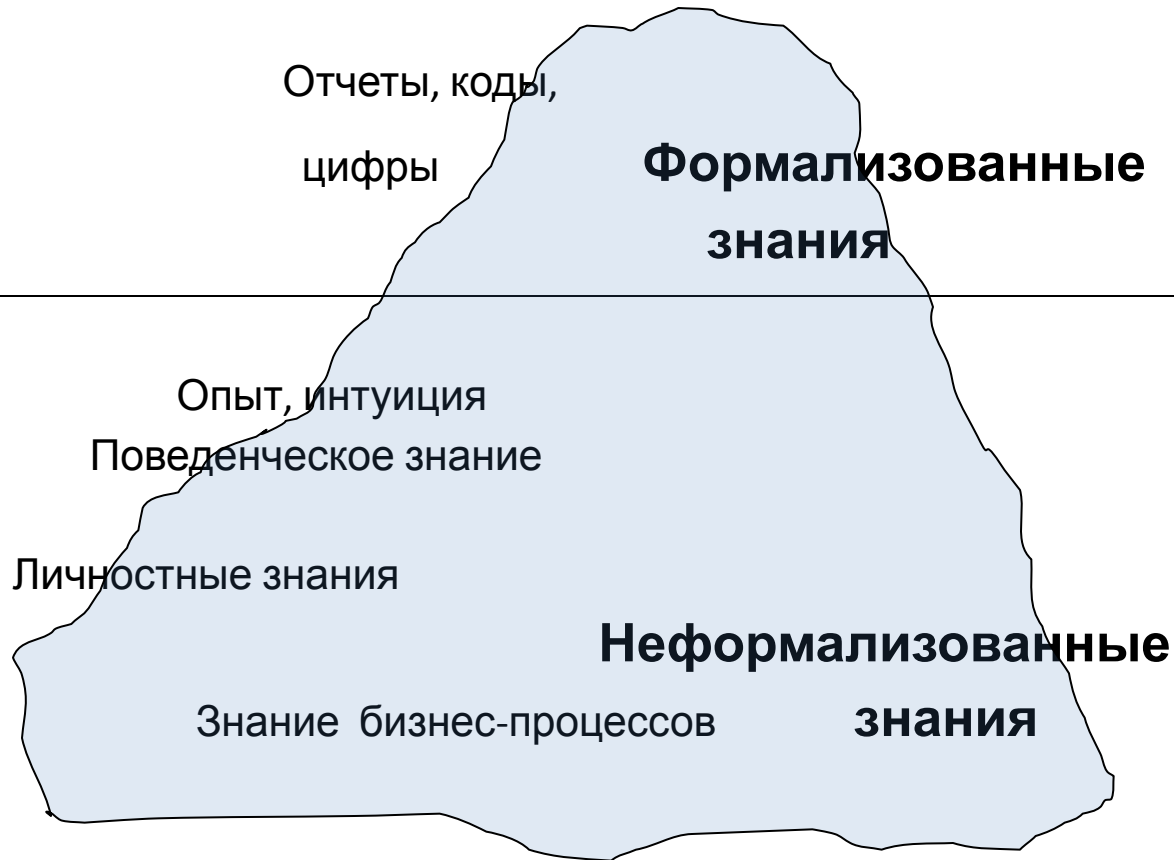 Отчеты, коды,
цифры
Формализованные
знания
Опыт, интуиция
Поведенческое знание
Личностные знания
Неформализованные
знания
Знание бизнес-процессов